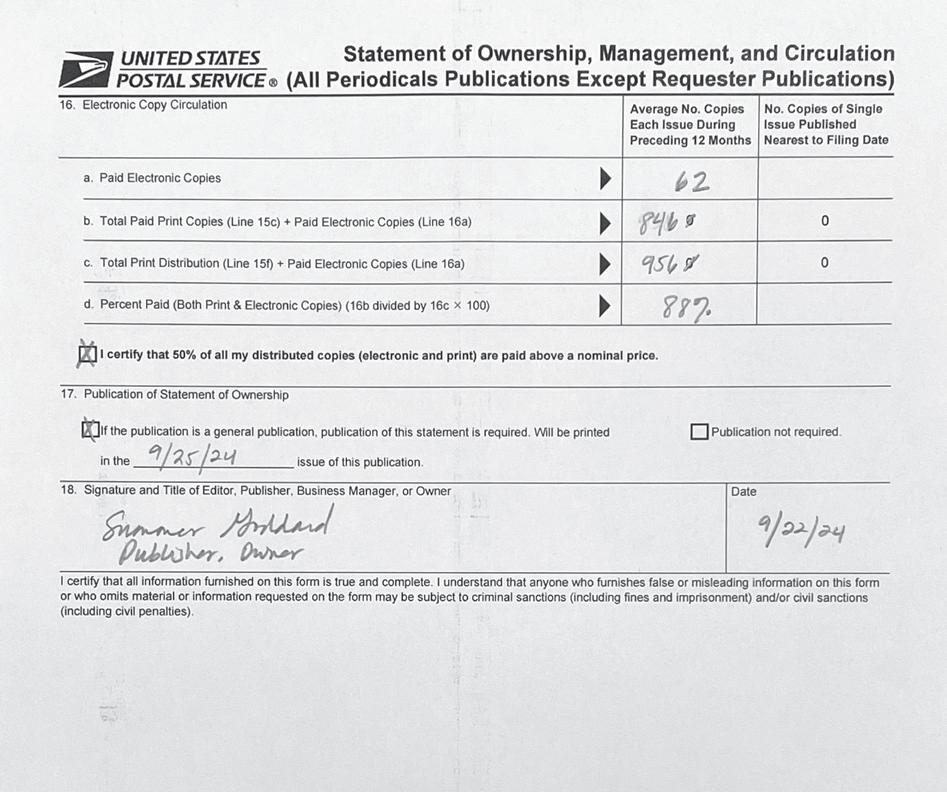 UNITED STATES POSTAL SERVICE ®
Statement of Ownership, Management, and Circulation
(All Periodicals Publications Except Requester Publications)
16. Electronic Copy Circulation
Average No. Copies Each Issue During Preceding 12 Months
No. Copies of Single Issue Published Nearest to Filing Date
a. Paid Electronic Copies 62
b. Total Paid Print Copies (Line 15c) + Paid Electronic Copies (Line 16a) 846 0
c. Total Print Distribution (Line 15f) + Paid Electronic Copies (Line 16a) 956 0
d. Percent Paid (Both Print & Electronic Copies) (16b divided by 16c × 100) 88%
X I certify that 50% of all my distributed copies (electronic and print) are paid above a nominal price.
17. Publication of Statement of Ownership
X If the publication is a general publication, publication of this statement is required. Will be printed
Publication not required.
in the 9/25/24 issue of this publication.
18. Signature and Title of Editor, Publisher, Business Manager, or Owner
Date
Summer Goddard
9/22/24
Publisher, Owner
I certify that all information furnished on this form is true and complete. I understand that anyone who furnishes false or misleading information on this form
or who omits material or information requested on the form may be subject to criminal sanctions (including fines and imprisonment) and/or civil sanctions
(including civil penalties).